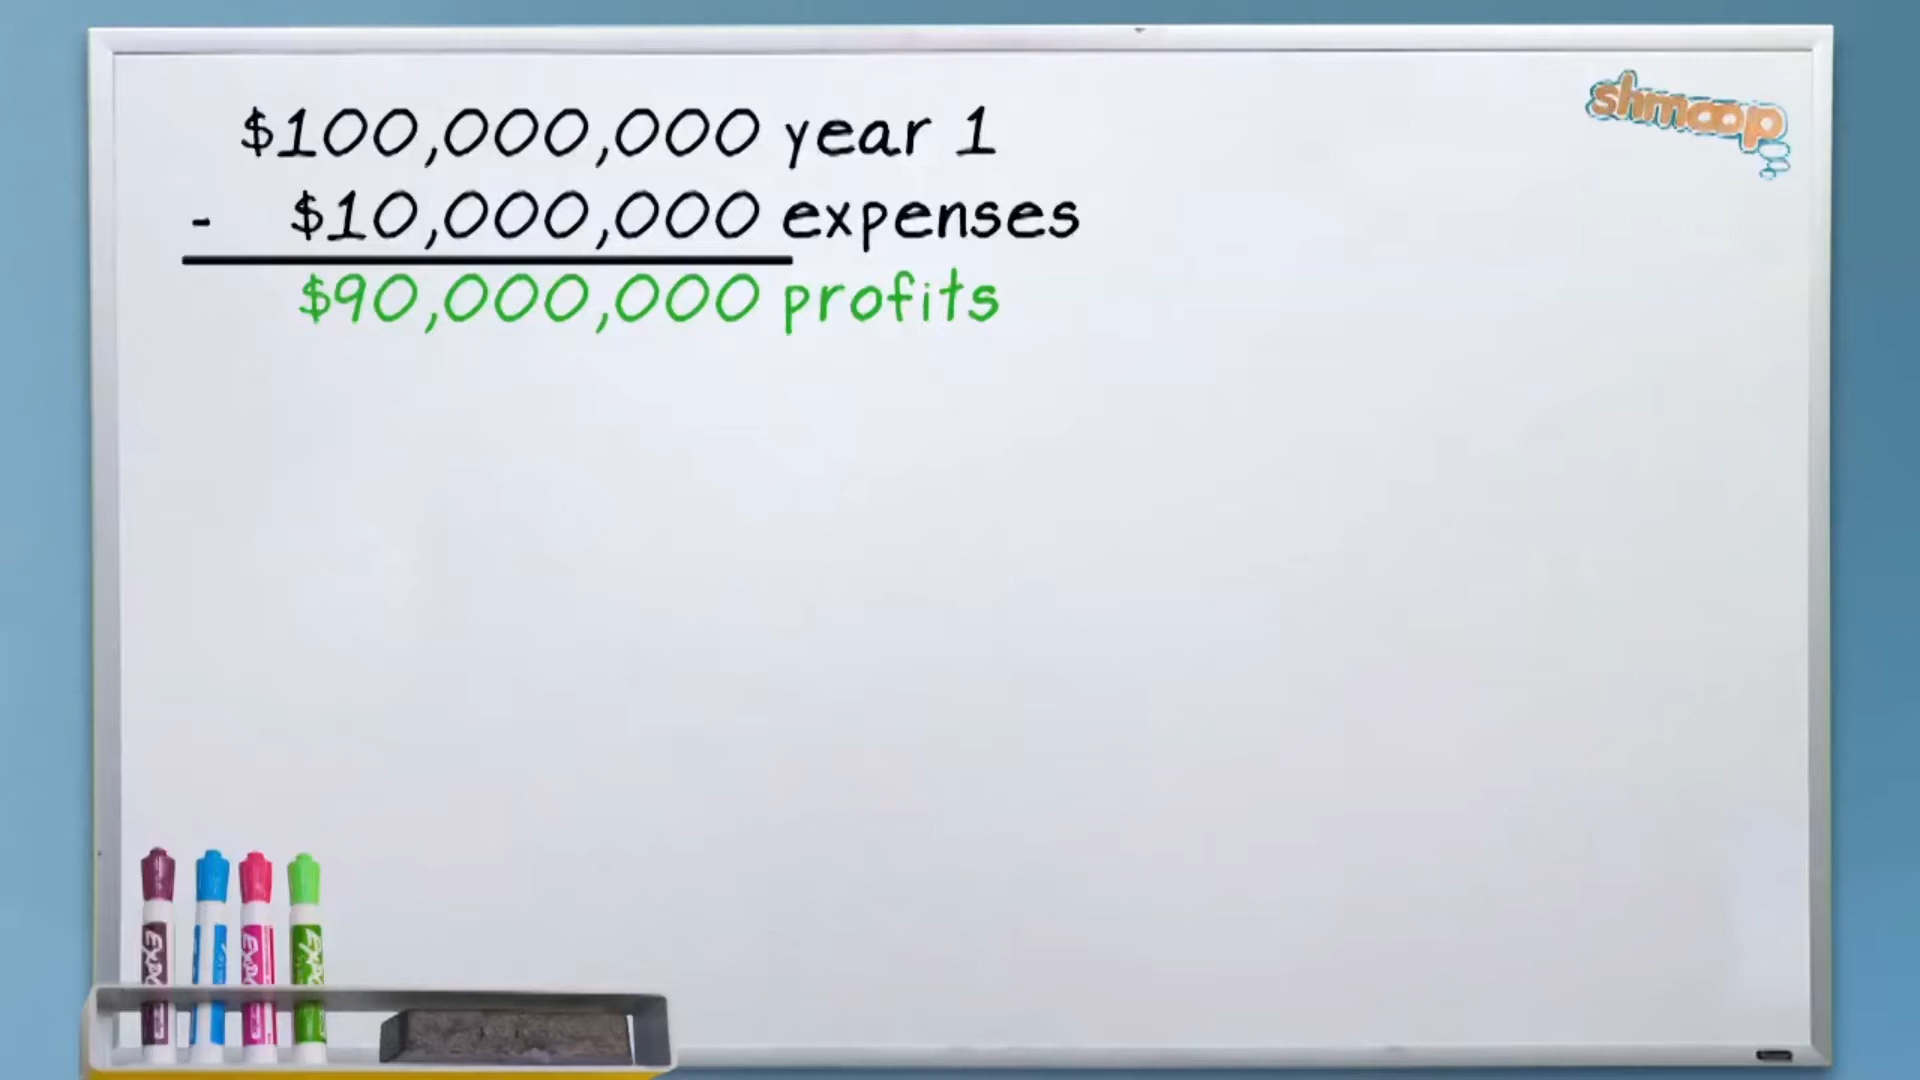 $100,000,000 year 1
shmoop
- $10,000,000 expenses
$90,000,000 profits